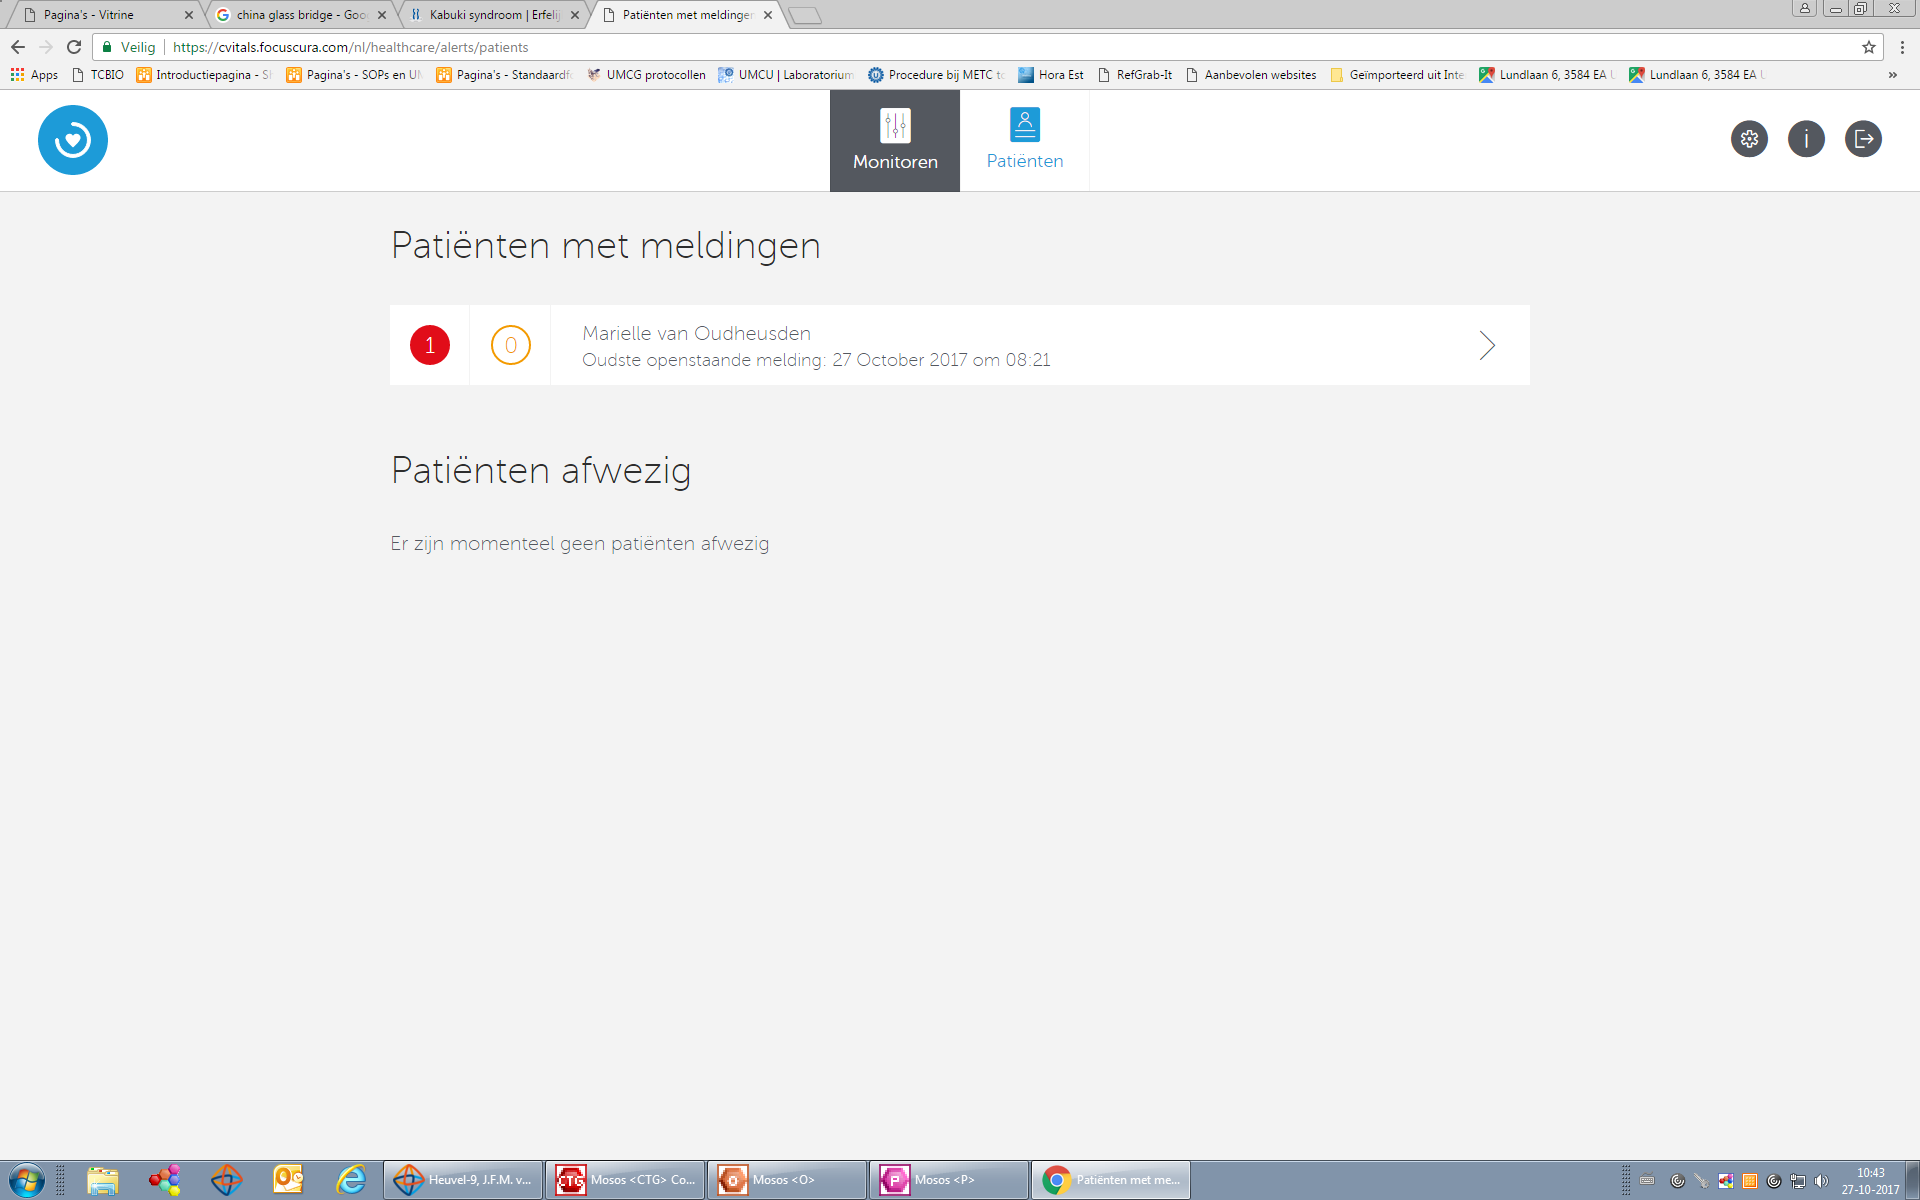 Pagina's - Vitrine
china glass bridge - Goo
Kabuki syndroom | Erfelij
Patiënten met meldinger
Veilig
https://cvitals.focuscura.com/nl/healthcare/alerts/patients
Apps
TCBIO
Introductiepagina - S
Pagina's - SOPs en UM
Pagina's - Standaardf
UMCG protocollen
UMCU | Laboratorium
Procedure bij METC to
Hora Est
RefGrab-It
Aanbevolen websites
Geïmporteerd uit Inte
Lundlaan 6, 3584 EA U
Lundlaan 6, 3584 EA U
»
Monitoren
Patiënten
i
Patiënten met meldingen
1
0
Marielle van Oudheusden
Oudste openstaande melding: 27 October 2017 om 08:21
Patiënten afwezig
Er zijn momenteel geen patiënten afwezig
Heuvel-9, J.F.M. v...
CTG
Mosos <CTG> Co...
O
Mosos <O>
P
Mosos <P>
Patiënten met me...
10:43
27-10-2017